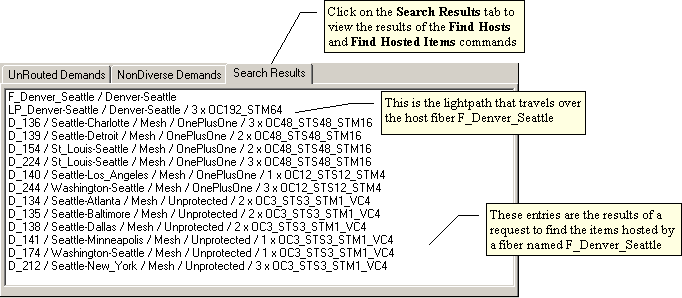 Click on the Search Results tab to
view the results of the Find Hosts
and Find Hosted Items commands
UnRouted Demands
NonDiverse Demands
Search Results
F_Denver_Seattle / Denver-Seattle
LP_Denver-Seattle / Denver-Seattle / 3 x OC192_STM64
D_136 / Seattle-Charlotte / Mesh / OnePlusOne / 3 x OC48_STS48_STM16
D_139 / Seattle-Detroit / Mesh / OnePlusOne / 2 x OC48_STS48_STM16
D_154 / St_Louis-Seattle / Mesh / OnePlusOne / 2 x OC48_STS48_STM16
D_224 / St_Louis-Seattle / Mesh / OnePlusOne / 3 x OC48_STS48_STM16
D_140 / Seattle-Los_Angeles / Mesh / OnePlusOne / 1 x OC12_STS12_STM4
D_244 / Washington-Seattle / Mesh / OnePlusOne / 3 x OC12_STS12_STM4
D_134 / Seattle-Atlanta / Mesh / Unprotected / 2 x OC3_STS3_STM1_VC4
D_135 / Seattle-Baltimore / Mesh / Unprotected / 2 x OC3_STS3_STM1_VC4
D_138 / Seattle-Dallas / Mesh / Unprotected / 2 x OC3_STS3_STM1_VC4
D_141 / Seattle-Minneapolis / Mesh / Unprotected / 1 x OC3_STS3_STM1_VC4
D_174 / Washington-Seattle / Mesh / Unprotected / 1 x OC3_STS3_STM1_VC4
D_212 / Seattle-New_York / Mesh / Unprotected / 3 x OC3_STS3_STM1_VC4
This is the lightpath that travels over
the host fiber F_Denver_Seattle
These entries are the results of a
request to find the items hosted by
a fiber named F_Denver_Seattle